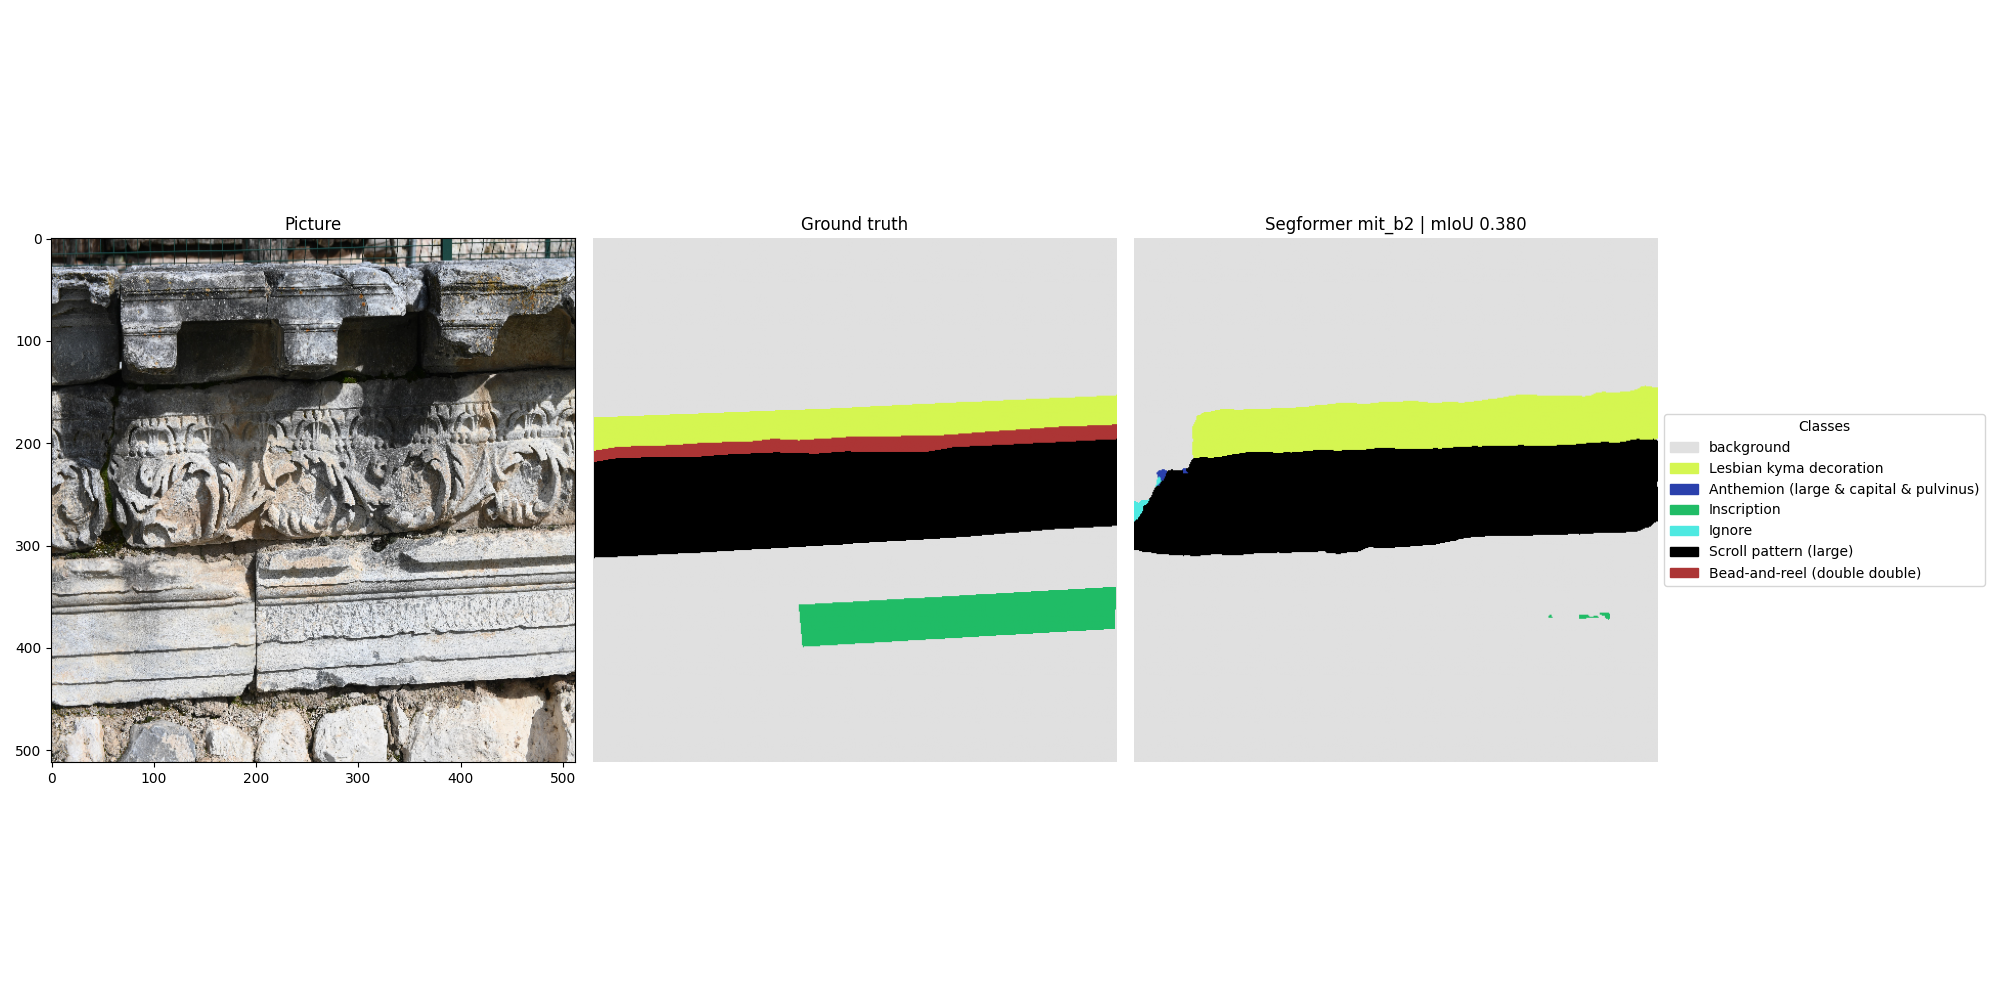 Picture
Ground truth
Segformer mit_b2 | mIoU 0.380
0
100
200
300
400
500
0 100 200 300 400 500
Classes
background
Lesbian kyma decoration
Anthemion (large & capital & pulvinus)
Inscription
Ignore
Scroll pattern (large)
Bead-and-reel (double double)